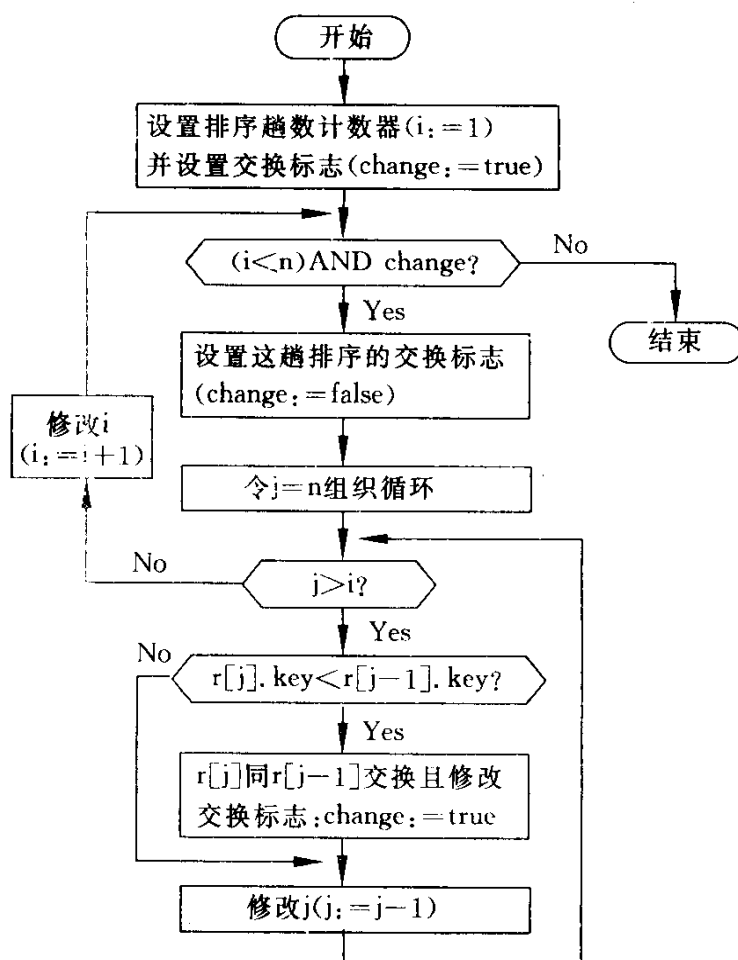 开始
设置排序趟数计数器(i:=1)
并设置交换标志(change:=true)
(i<n)AND change?
No
Yes
结束
设置这趟排序的交换标志
(change:=false)
修改i
(i:=i+1)
令j=n组织循环
No
j>i?
Yes
No
r[j].key<r[j-1].key?
Yes
r[j]同r[j-1]交换且修改
交换标志:change:=true
修改j(j:=j-1)